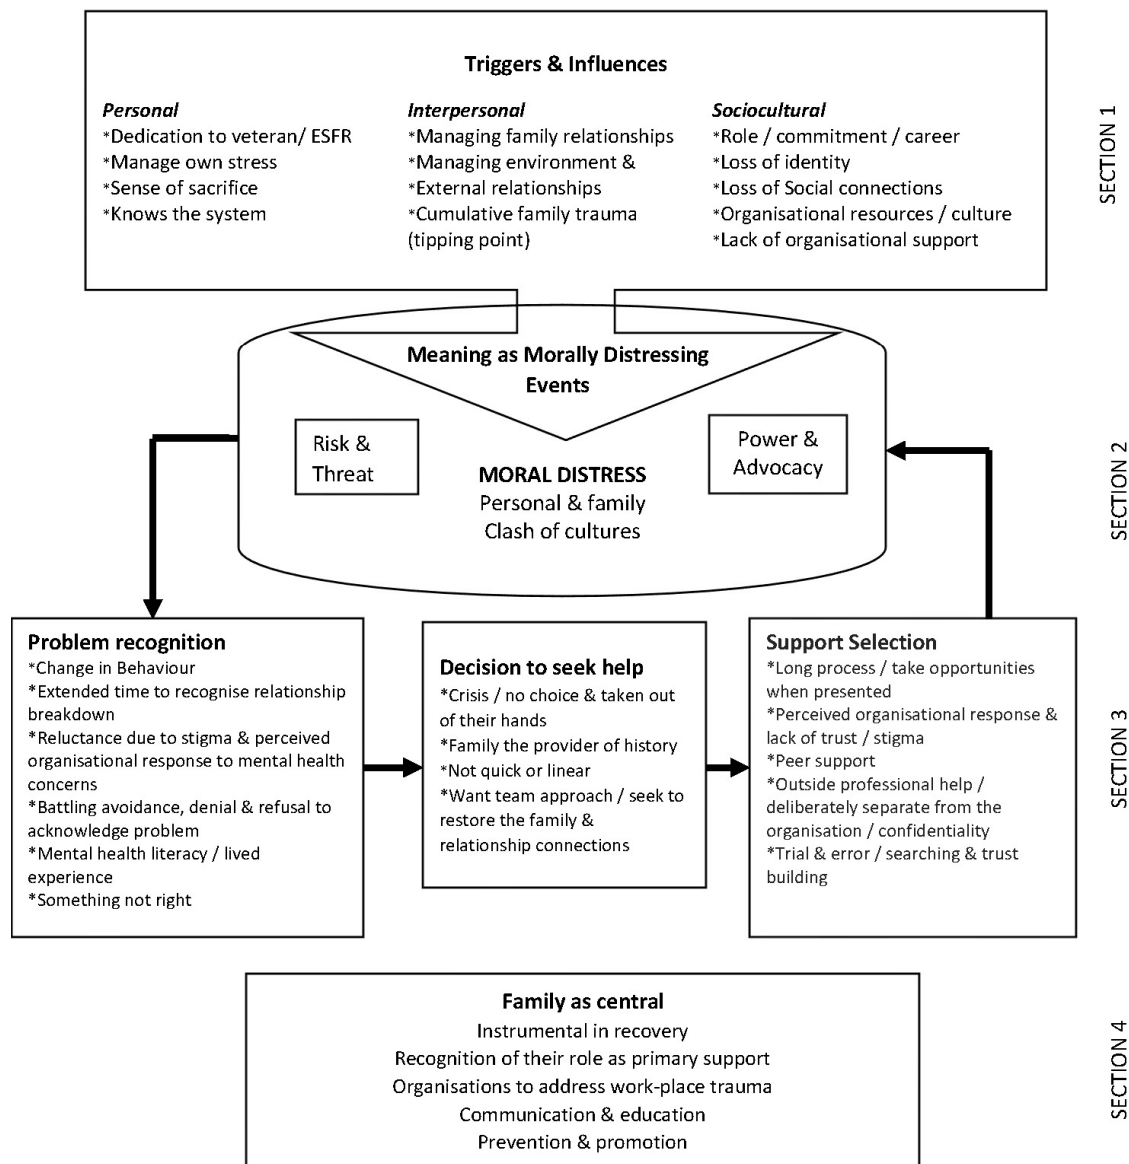 Triggers & Influences
Personal
*Dedication to veteran/ ESFR
*Manage own stress
*Sense of sacrifice
*Knows the system
Interpersonal
*Managing family relationships
*Managing environment &
*External relationships
*Cumulative family trauma
(tipping point)
Sociocultural
*Role / commitment / career
*Loss of identity
*Loss of Social connections
*Organisational resources / culture
*Lack of organisational support
SECTION 1
Meaning as Morally Distressing
Events
Risk &
Threat
Power &
Advocacy
MORAL DISTRESS
Personal & family
Clash of cultures
SECTION 2
Problem recognition
*Change in Behaviour
*Extended time to recognise relationship
breakdown
*Reluctance due to stigma & perceived
organisational response to mental health
concerns
*Battling avoidance, denial & refusal to
acknowledge problem
*Mental health literacy / lived
experience
*Something not right
Decision to seek help
*Crisis / no choice & taken out
of their hands
*Family the provider of history
*Not quick or linear
*Want team approach / seek to
restore the family &
relationship connections
Support Selection
*Long process / take opportunities
when presented
*Perceived organisational response &
lack of trust / stigma
*Peer support
*Outside professional help /
deliberately separate from the
organisation / confidentiality
*Trial & error / searching & trust
building
SECTION 3
Family as central
Instrumental in recovery
Recognition of their role as primary support
Organisations to address work-place trauma
Communication & education
Prevention & promotion
SECTION 4